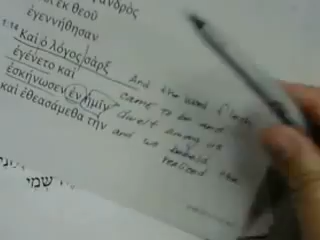 ἐκ θεοῦ
ἐγεννήθησαν
1:14 Καὶ ὁ λόγος σὰρξ And the word flesh
ἐγένετο καὶ came to be and
ἐσκήνωσεν ἐν ἡμῖν dwelt among us
καὶ ἐθεασάμεθα τὴν and we beheld the
realized
שְׁמִי